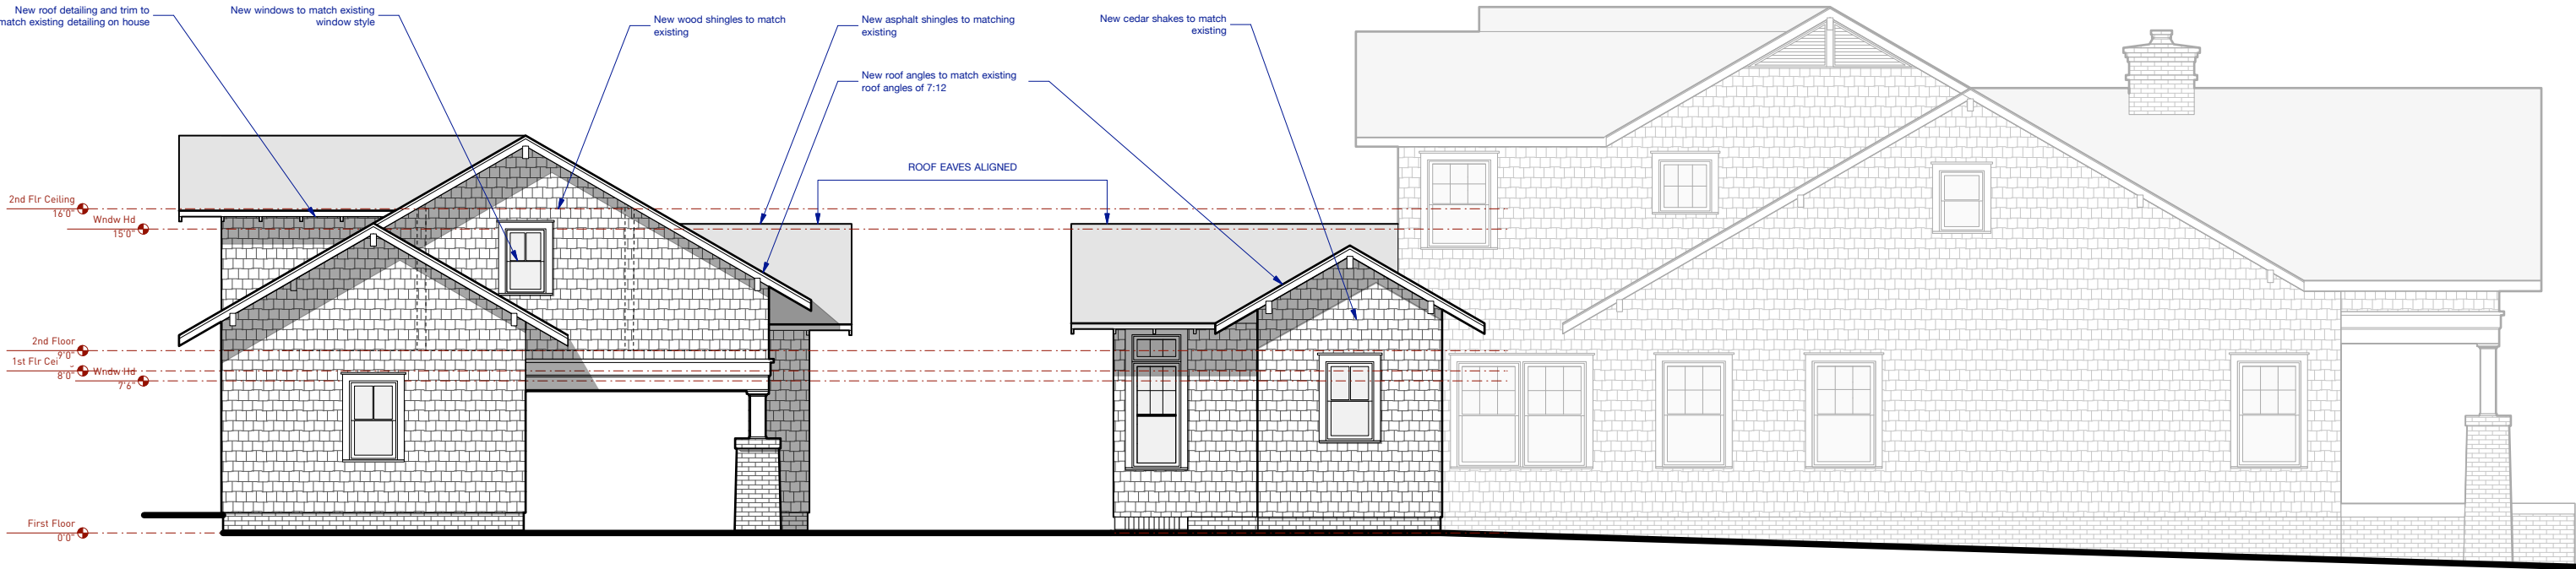 New roof detailing and trim to
match existing detailing on house
New windows to match existing
window style
New wood shingles to match
existing
New asphalt shingles to matching
existing
New roof angles to match existing
roof angles of 7:12
New cedar shakes to match
existing
ROOF EAVES ALIGNED
2nd Flr Ceiling
16'0"
Wndw Hd
15'0"
2nd Floor
9'0"
1st Flr Cei
8'0"
Wndw Hd
7'6"
First Floor
0'0"